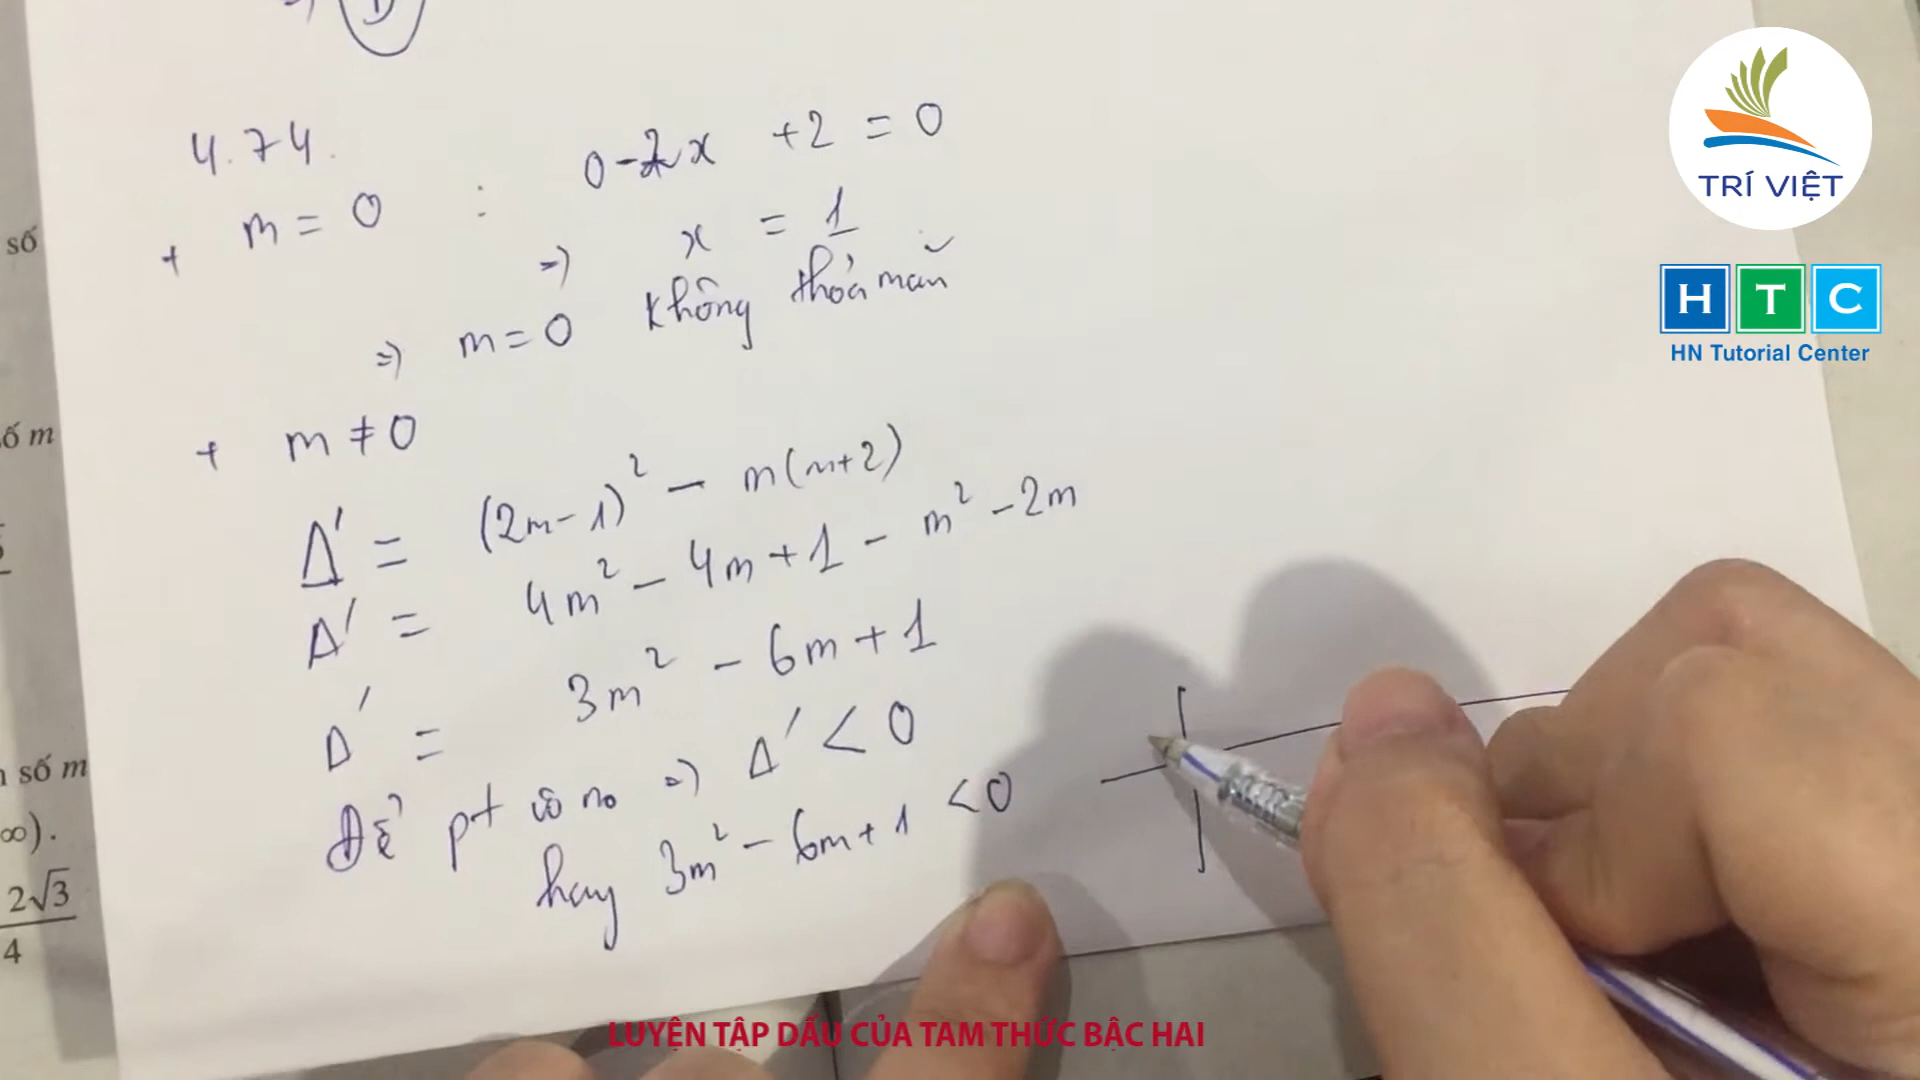 4.74.
+ m = 0 : 0 - 2x + 2 = 0
=> x = 1
=> m = 0 không thỏa mãn
+ m ≠ 0
Δ' = (2m - 1)² - m(m+2)
Δ' = 4m² - 4m + 1 - m² - 2m
Δ' = 3m² - 6m + 1
Để pt vô no => Δ' < 0
hay 3m² - 6m + 1 < 0
số
ố m
số m
∞).
2√3
4
TRÍ VIỆT
HTC
HN Tutorial Center
LUYỆN TẬP DẤU CỦA TAM THỨC BẬC HAI